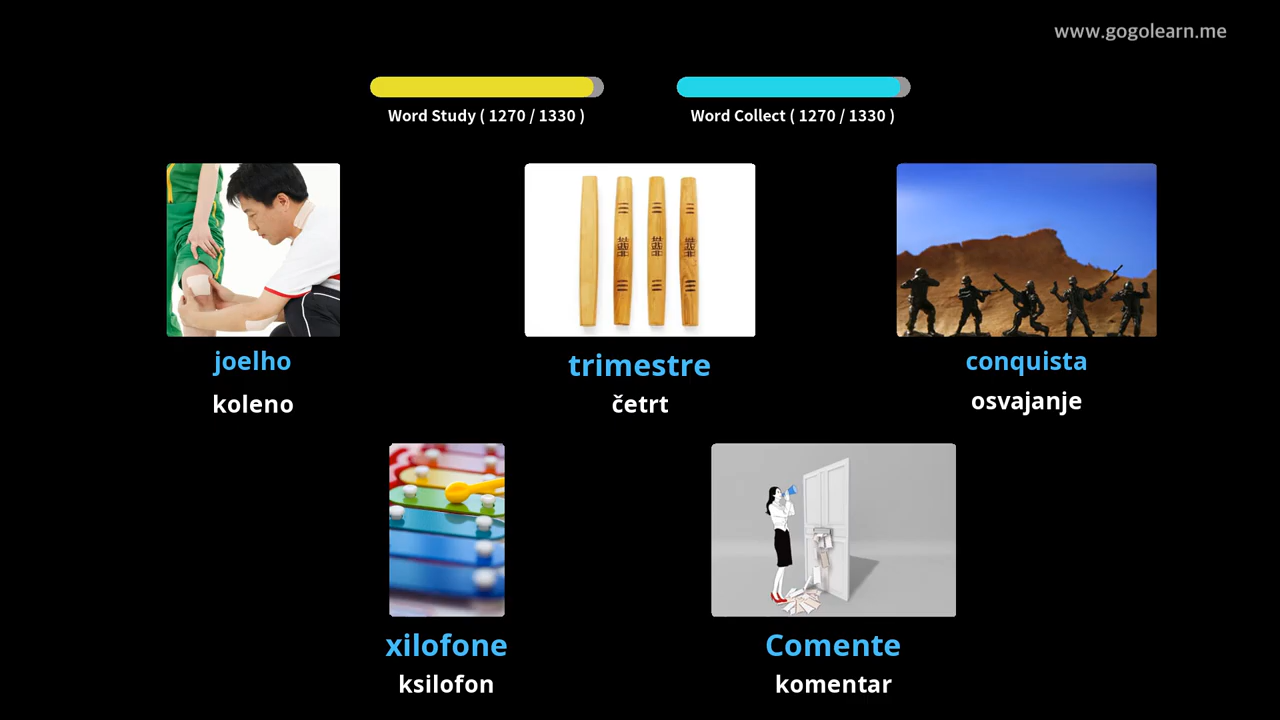 www.gogolearn.me
Word Study ( 1270 / 1330 )
Word Collect ( 1270 / 1330 )
joelho
koleno
trimestre
četrt
conquista
osvajanje
xilofone
ksilofon
Comente
komentar